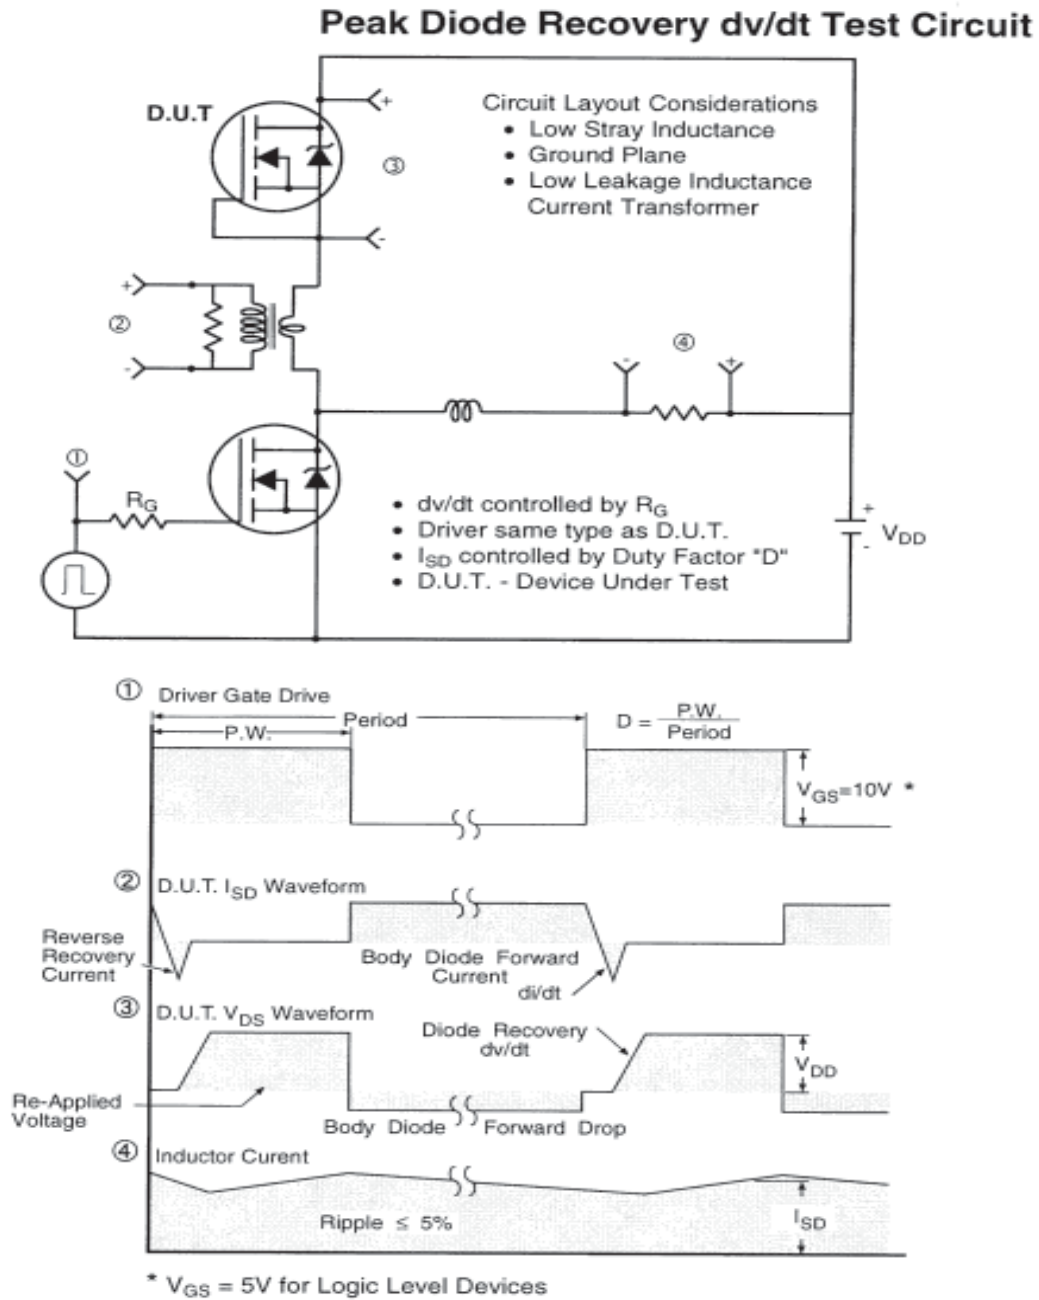 Peak Diode Recovery dv/dt Test Circuit
D.U.T
+
③
-
Circuit Layout Considerations
• Low Stray Inductance
• Ground Plane
• Low Leakage Inductance
Current Transformer
+
②
-
④
- +
①
RG
• dv/dt controlled by RG
• Driver same type as D.U.T.
• ISD controlled by Duty Factor "D"
• D.U.T. - Device Under Test
+
VDD
-
① Driver Gate Drive
Period
P.W.
D = P.W.
Period
VGS=10V *
② D.U.T. ISD Waveform
Reverse
Recovery
Current
Body Diode Forward
Current
di/dt
③ D.U.T. VDS Waveform
Diode Recovery
dv/dt
VDD
Re-Applied
Voltage
Body Diode Forward Drop
④ Inductor Curent
Ripple ≤ 5%
ISD
* VGS = 5V for Logic Level Devices